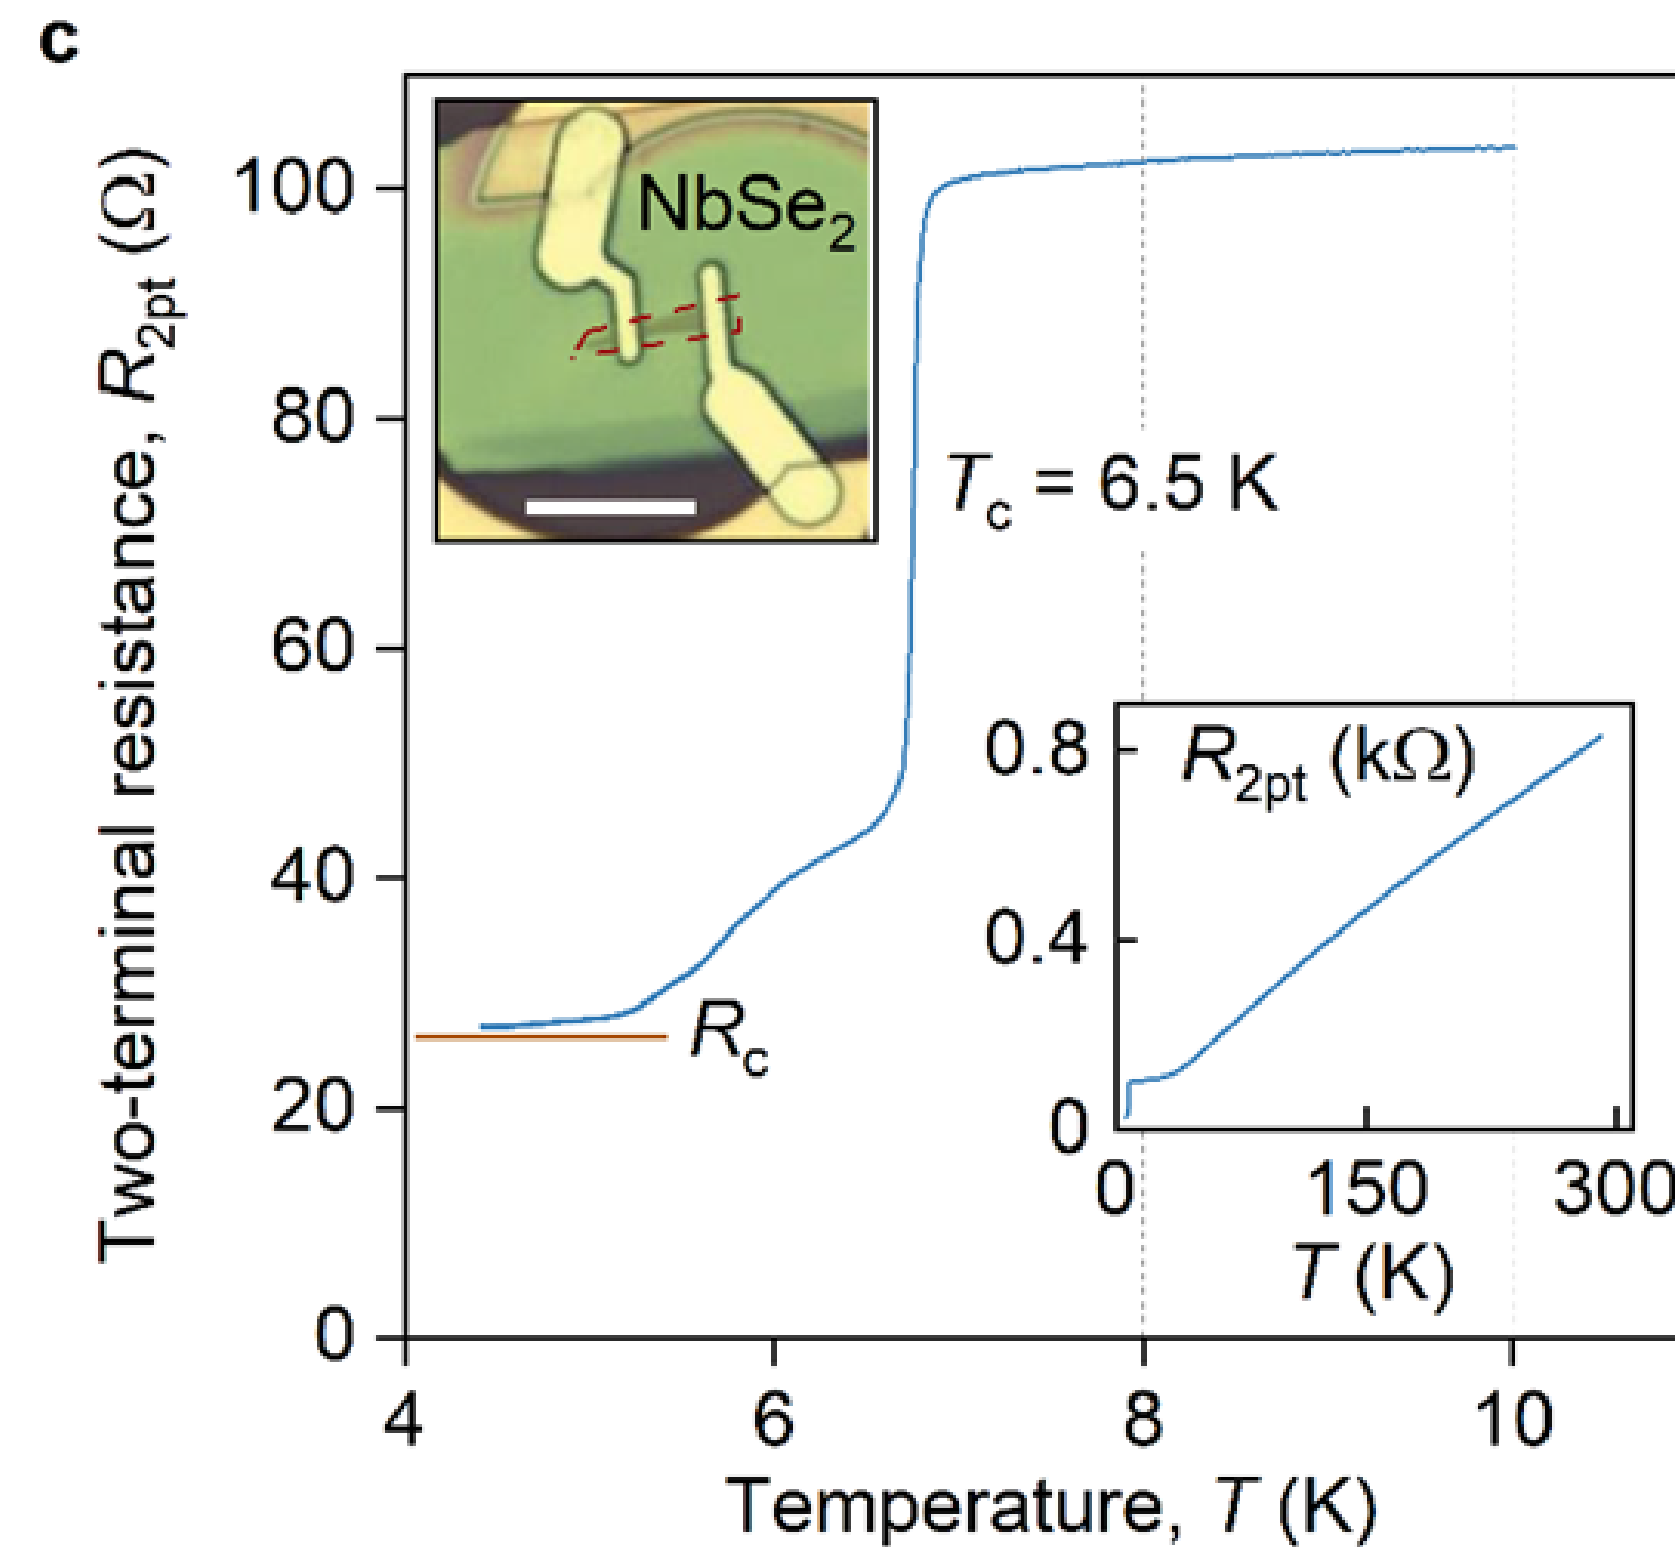 c
Two-terminal resistance, R2pt (Ω)
100
80
60
40
20
0
NbSe2
Tc = 6.5 K
Rc
R2pt (kΩ)
0.8
0.4
0
0 150 300
T (K)
4 6 8 10
Temperature, T (K)